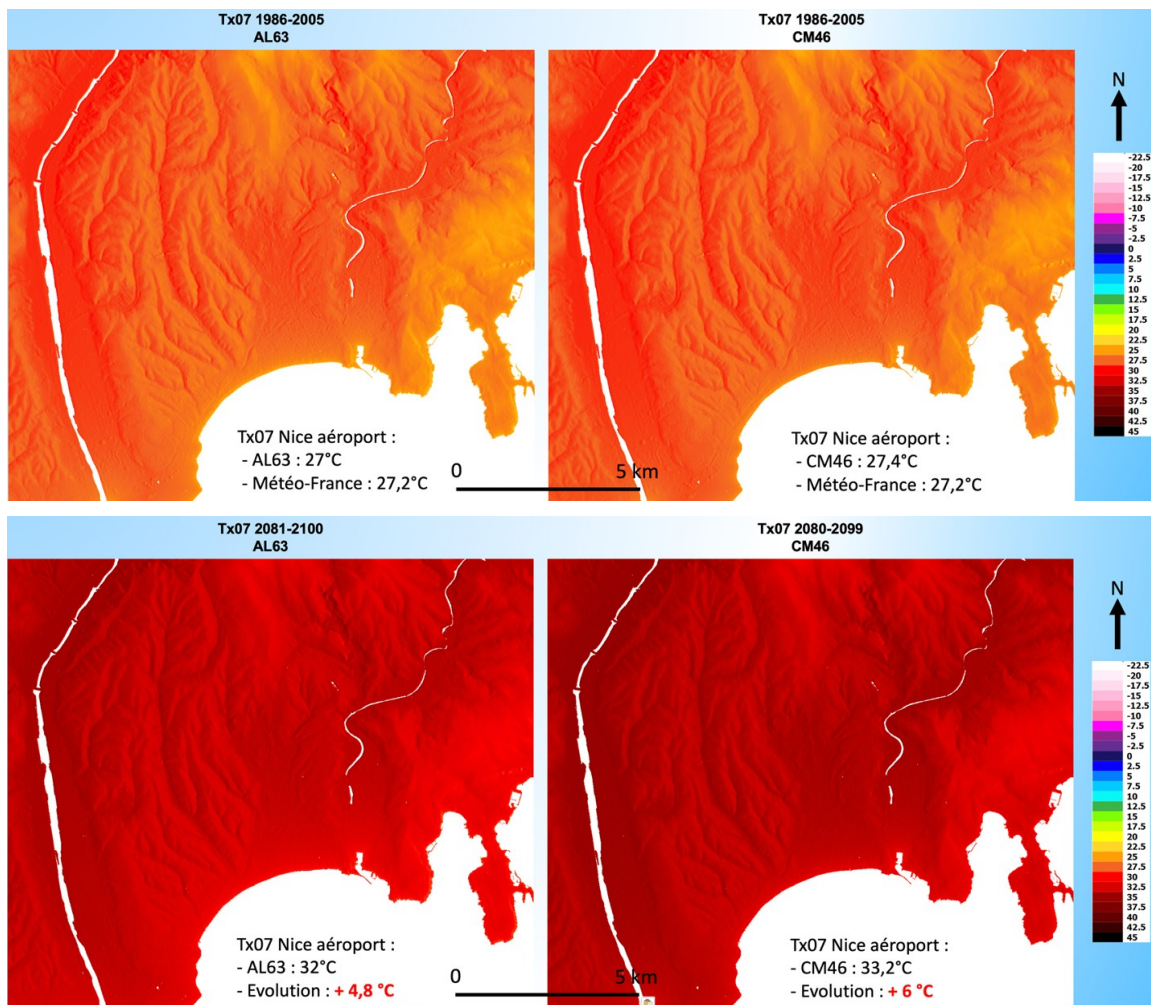 Tx07 1986-2005
AL63
Tx07 1986-2005
CM46
N
-22.5
-20
-17.5
-15
-12.5
-10
-7.5
-5
-2.5
0
2.5
5
7.5
10
12.5
15
17.5
20
22.5
25
27.5
30
32.5
35
37.5
40
42.5
45
Tx07 Nice aéroport :
- AL63 : 27°C
- Météo-France : 27,2°C
0
5 km
Tx07 Nice aéroport :
- CM46 : 27,4°C
- Météo-France : 27,2°C
Tx07 2081-2100
AL63
Tx07 2080-2099
CM46
N
-22.5
-20
-17.5
-15
-12.5
-10
-7.5
-5
-2.5
0
2.5
5
7.5
10
12.5
15
17.5
20
22.5
25
27.5
30
32.5
35
37.5
40
42.5
45
Tx07 Nice aéroport :
- AL63 : 32°C
- Evolution : + 4,8 °C
0
5 km
Tx07 Nice aéroport :
- CM46 : 33,2°C
- Evolution : + 6 °C